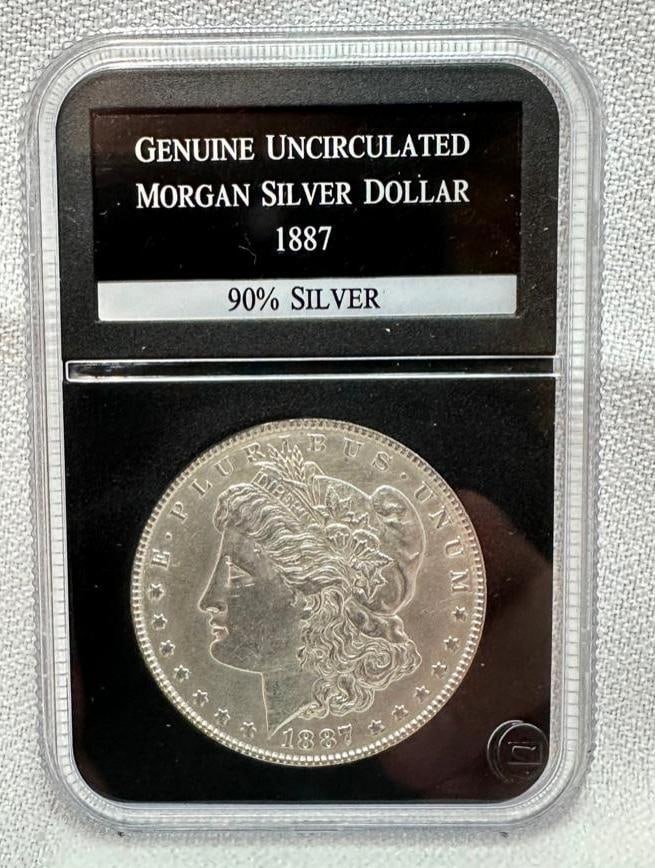 GENUINE UNCIRCULATED
MORGAN SILVER DOLLAR
1887
90% SILVER
E · PLURIBUS · UNUM
LIBERTY
1887